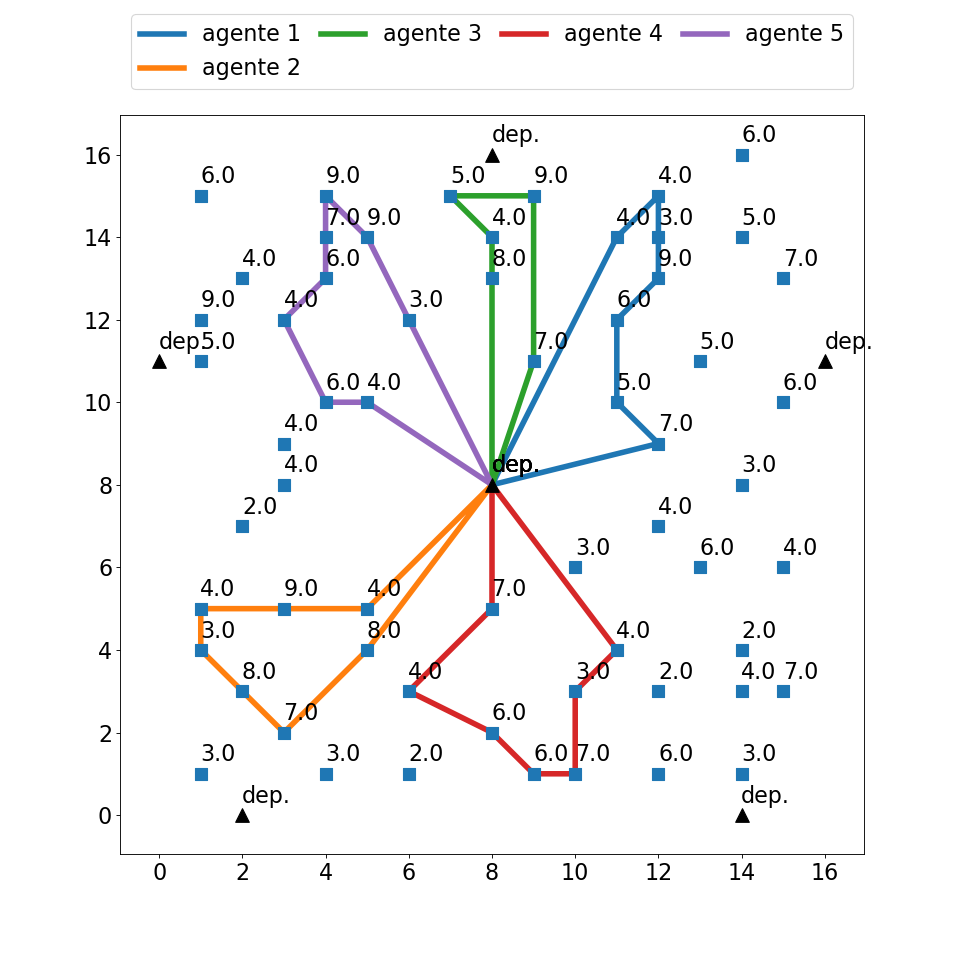 agente 1 agente 3 agente 4 agente 5
agente 2
16
14
12
10
8
6
4
2
0
dep. 6.0
6.0 9.0 5.0 9.0 4.0
7.0 9.0 4.0 4.0 3.0 5.0
4.0 6.0 8.0 9.0 7.0
9.0 4.0 3.0 6.0
dep. 5.0 7.0 5.0 dep.
6.0 4.0 5.0 6.0
4.0 7.0
4.0 dep. 3.0
2.0 4.0
3.0 6.0 4.0
4.0 9.0 4.0 7.0
3.0 8.0 4.0 2.0
8.0 4.0 3.0 2.0 4.0 7.0
7.0 6.0
3.0 3.0 2.0 6.0 7.0 6.0 3.0
dep. dep.
0 2 4 6 8 10 12 14 16